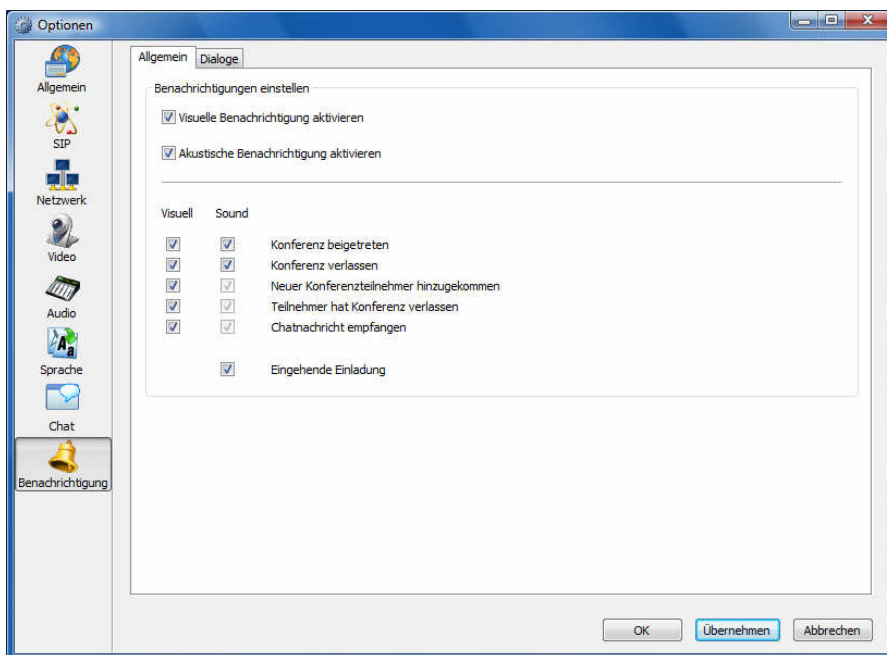 Optionen
Allgemein
SIP
Netzwerk
Video
Audio
Sprache
Chat
Benachrichtigung
Allgemein Dialoge
Benachrichtigungen einstellen
Visuelle Benachrichtigung aktivieren
Akustische Benachrichtigung aktivieren
Visuell Sound
Konferenz beigetreten
Konferenz verlassen
Neuer Konferenzteilnehmer hinzugekommen
Teilnehmer hat Konferenz verlassen
Chatnachricht empfangen
Eingehende Einladung
OK Übernehmen Abbrechen